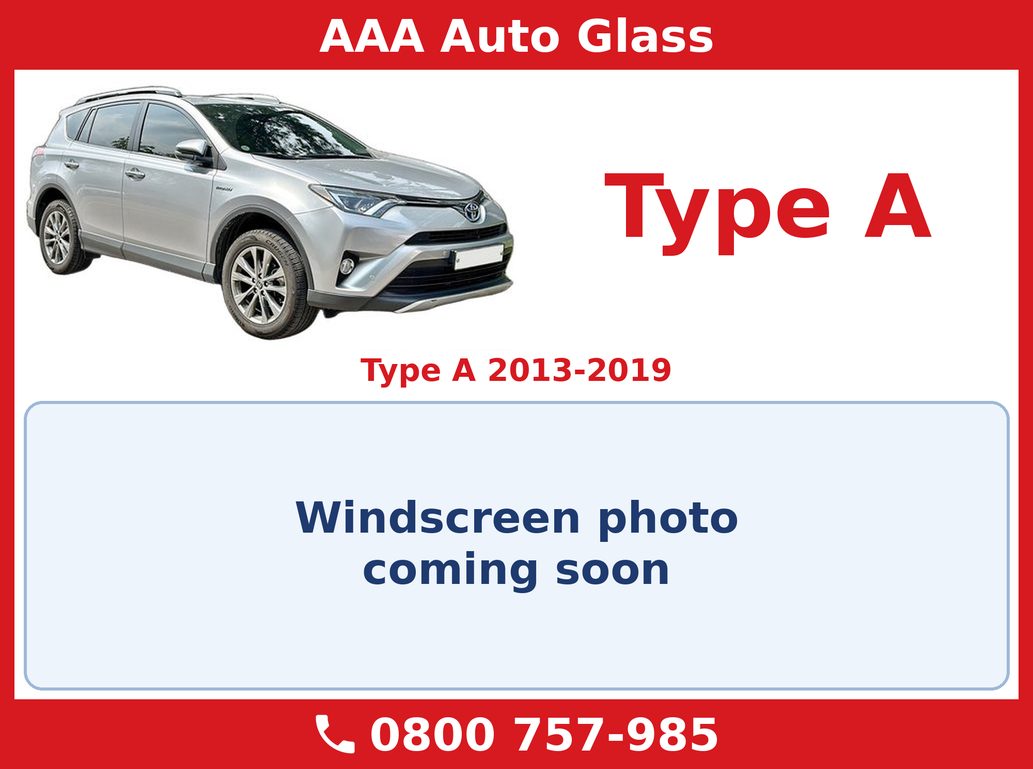 AAA Auto Glass
Type A
Type A 2013-2019
Windscreen photo
coming soon
0800 757-985